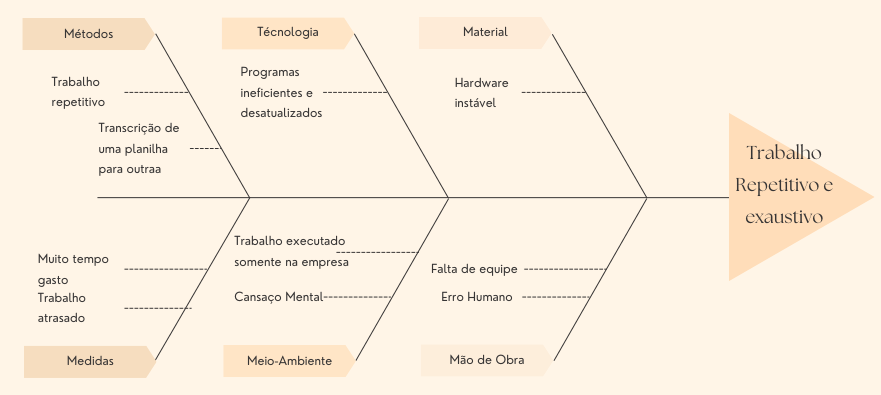 Métodos
Técnologia
Material
Trabalho
repetitivo
Transcrição de
uma planilha
para outraa
Programas
ineficientes e
desatualizados
Hardware
instável
Trabalho
Repetitivo e
exaustivo
Muito tempo
gasto
Trabalho
atrasado
Trabalho executado
somente na empresa
Cansaço Mental
Falta de equipe
Erro Humano
Medidas
Meio-Ambiente
Mão de Obra